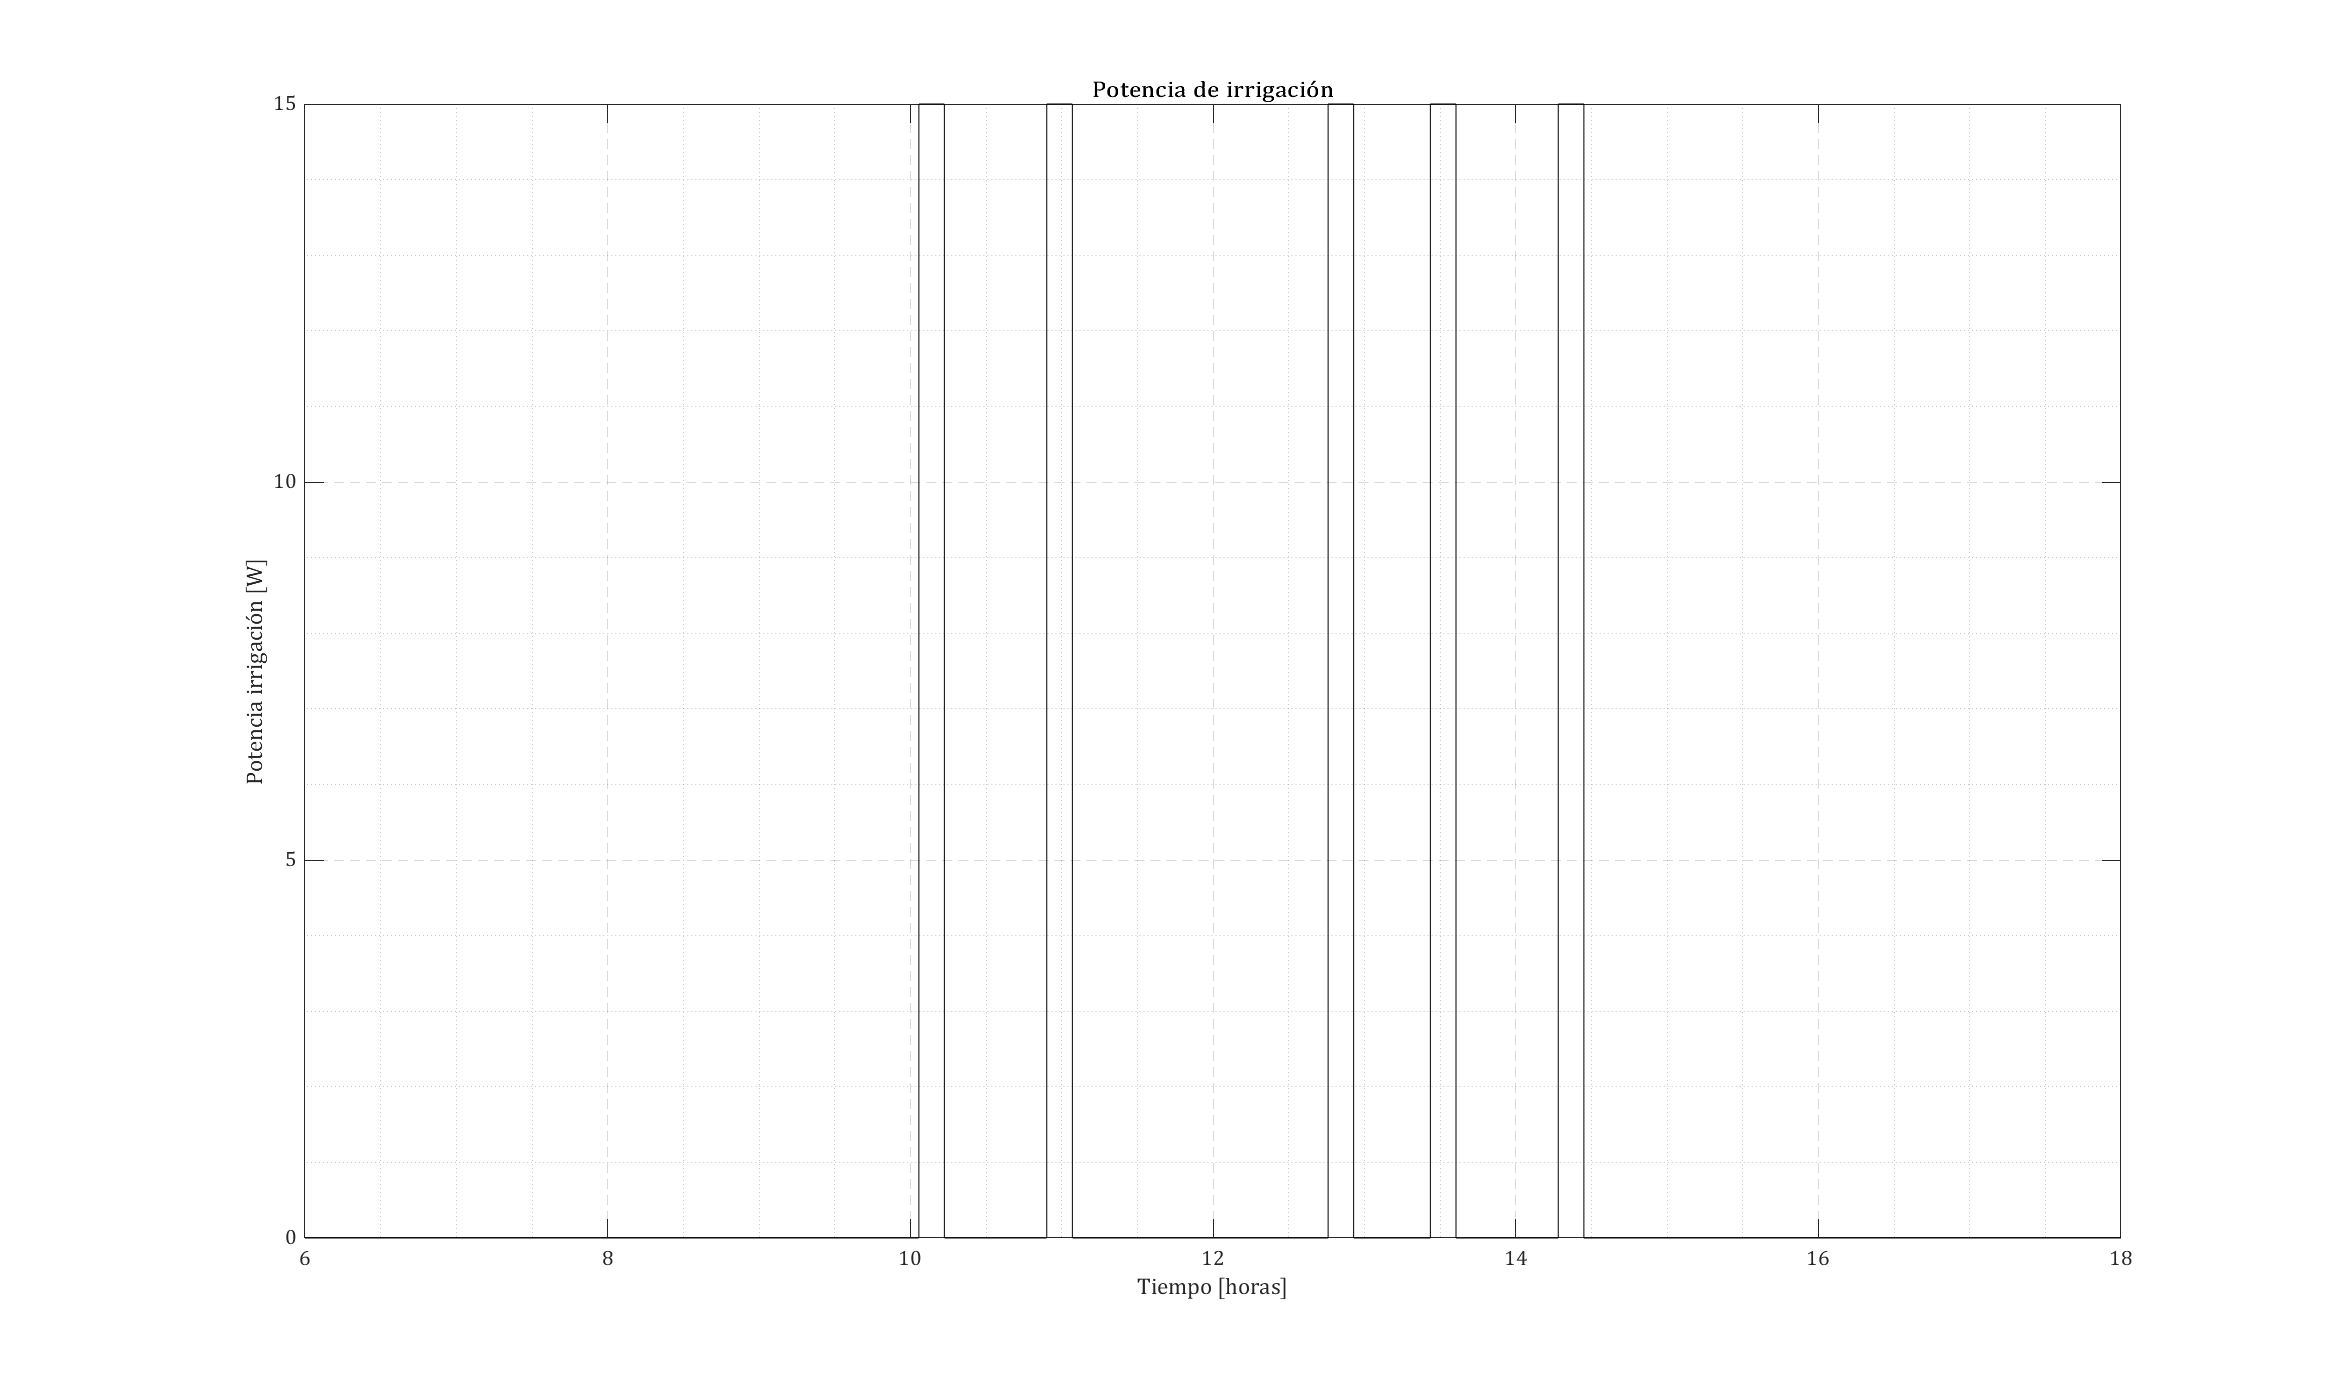 Potencia de irrigación
15
10
5
0
Potencia irrigación [W]
6 8 10 12 14 16 18
Tiempo [horas]